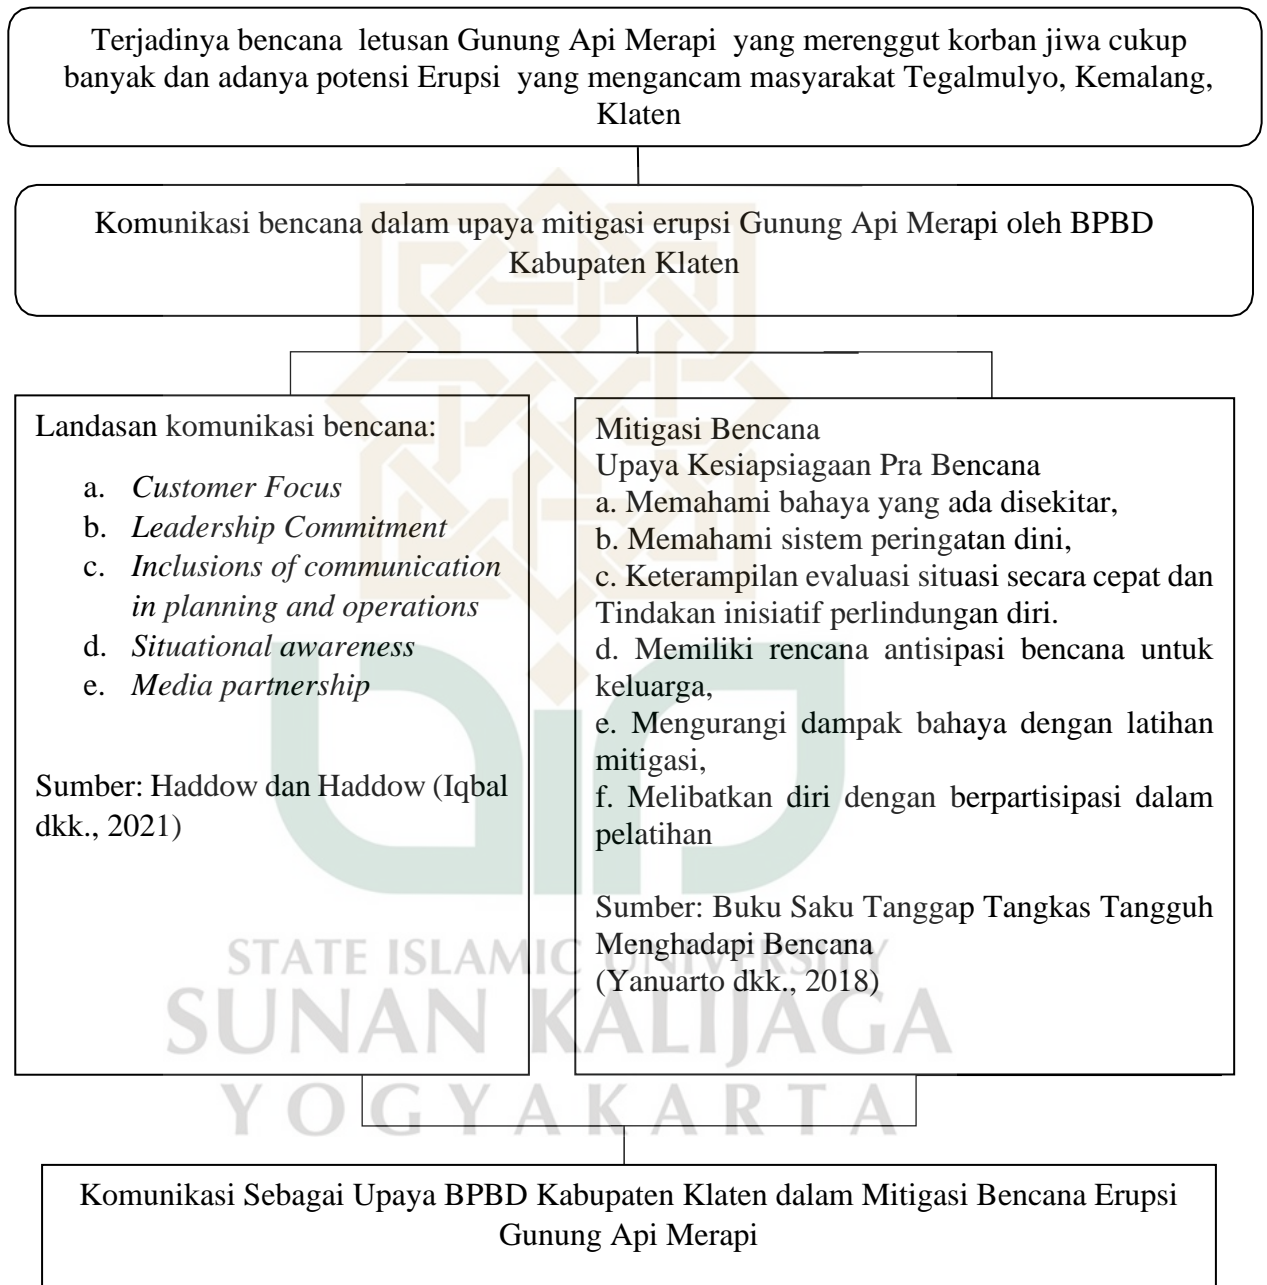 Terjadinya bencana letusan Gunung Api Merapi yang merenggut korban jiwa cukup
banyak dan adanya potensi Erupsi yang mengancam masyarakat Tegalmulyo, Kemalang,
Klaten
Komunikasi bencana dalam upaya mitigasi erupsi Gunung Api Merapi oleh BPBD
Kabupaten Klaten
Landasan komunikasi bencana:
a. Customer Focus
b. Leadership Commitment
c. Inclusions of communication
in planning and operations
d. Situational awareness
e. Media partnership
Sumber: Haddow dan Haddow (Iqbal
dkk., 2021)
Mitigasi Bencana
Upaya Kesiapsiagaan Pra Bencana
a. Memahami bahaya yang ada disekitar,
b. Memahami sistem peringatan dini,
c. Keterampilan evaluasi situasi secara cepat dan
Tindakan inisiatif perlindungan diri.
d. Memiliki rencana antisipasi bencana untuk
keluarga,
e. Mengurangi dampak bahaya dengan latihan
mitigasi,
f. Melibatkan diri dengan berpartisipasi dalam
pelatihan
Sumber: Buku Saku Tanggap Tangkas Tangguh
Menghadapi Bencana
(Yanuarto dkk., 2018)
STATE ISLAMIC UNIVERSITY
SUNAN KALIJAGA
YOGYAKARTA
Komunikasi Sebagai Upaya BPBD Kabupaten Klaten dalam Mitigasi Bencana Erupsi
Gunung Api Merapi